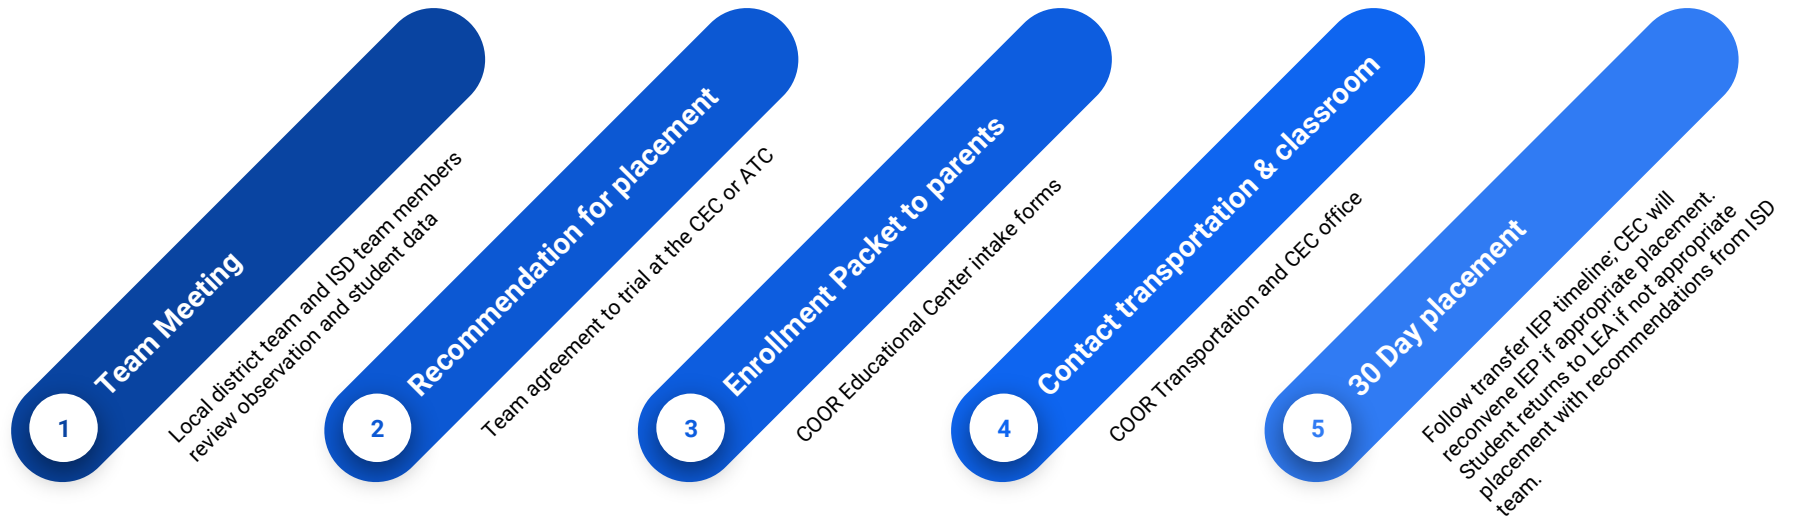 1
Team Meeting
Local district team and ISD team members
review observation and student data
2
Recommendation for placement
Team agreement to trial at the CEC or ATC
3
Enrollment Packet to parents
COOR Educational Center intake forms
4
Contact transportation & classroom
COOR Transportation and CEC office
5
30 Day placement
Follow transfer IEP timeline; CEC will
reconvene IEP if appropriate placement.
Student returns to LEA if not appropriate
placement with recommendations from ISD
team.